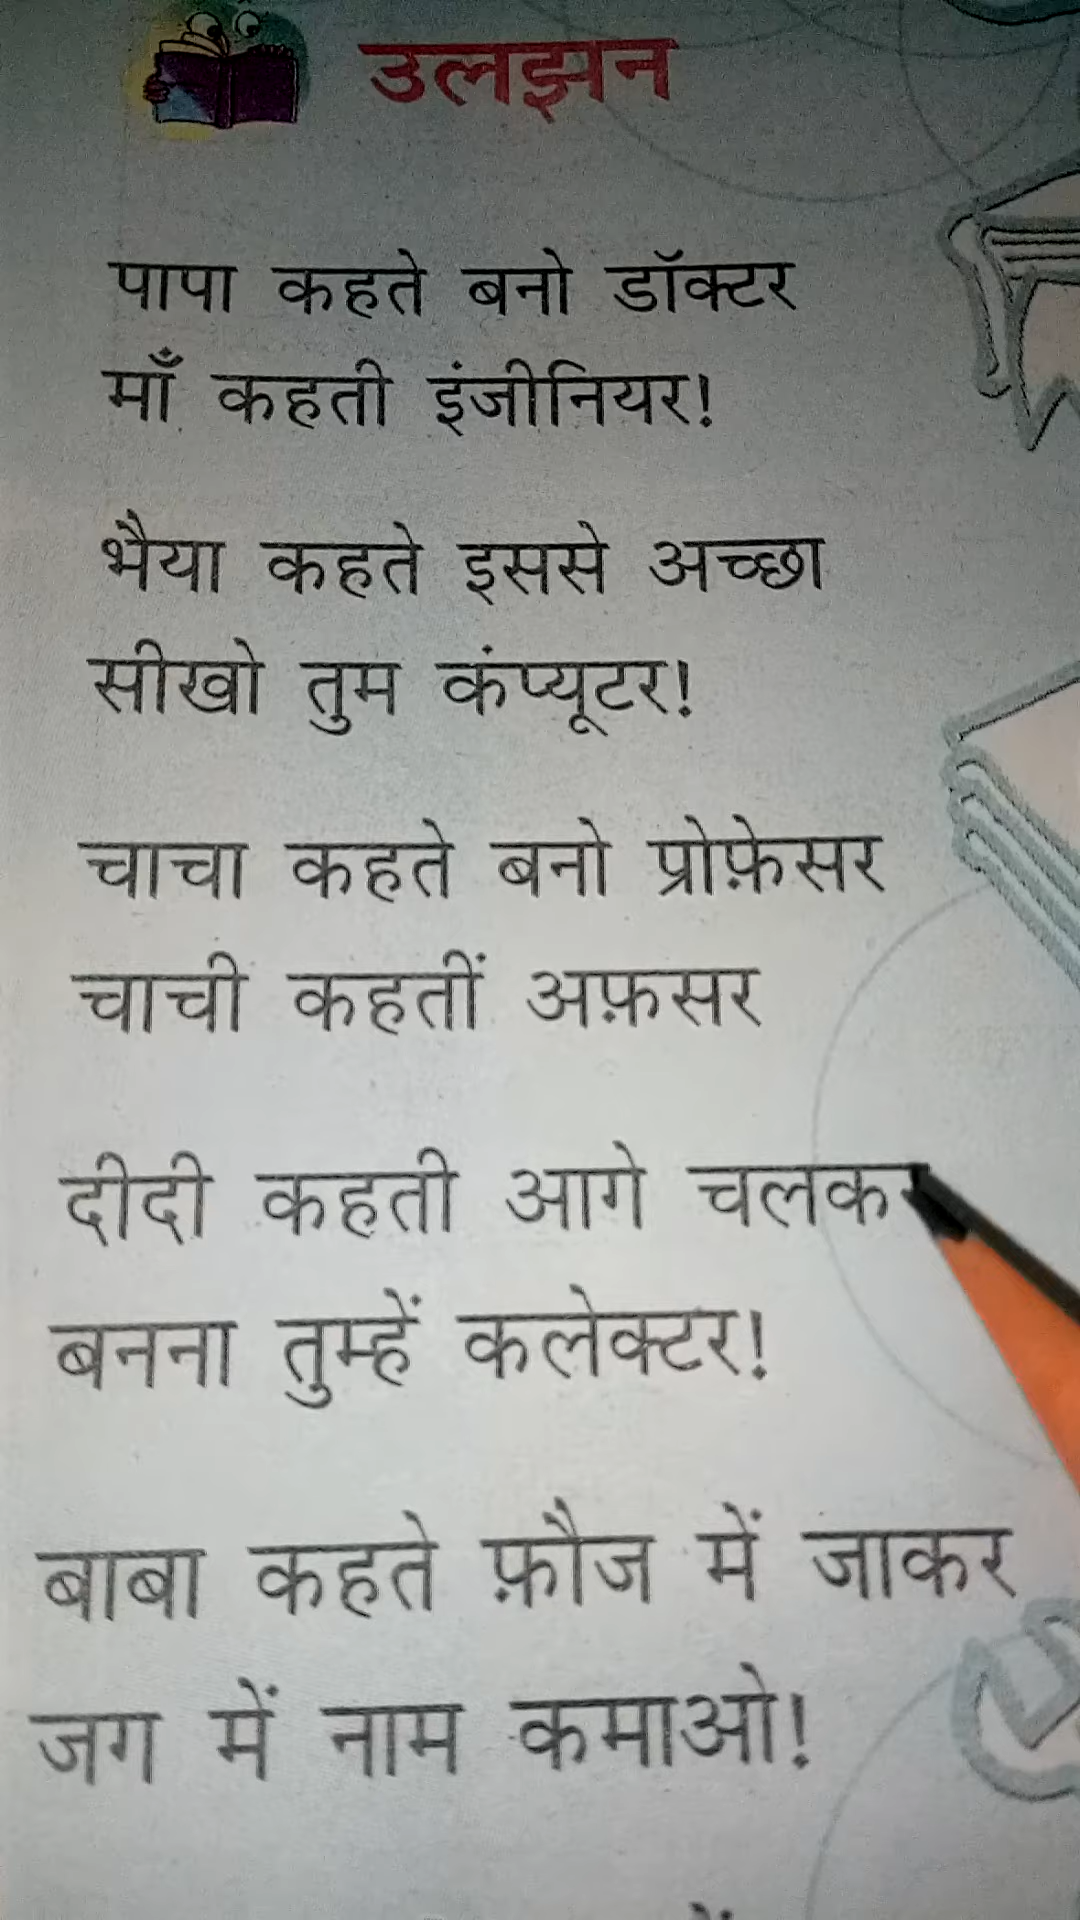 उलझन
पापा कहते बनो डॉक्टर
माँ कहती इंजीनियर!
भैया कहते इससे अच्छा
सीखो तुम कंप्यूटर!
चाचा कहते बनो प्रोफ़ेसर
चाची कहतीं अफ़सर
दीदी कहती आगे चलकर
बनना तुम्हें कलेक्टर!
बाबा कहते फ़ौज में जाकर
जग में नाम कमाओ!